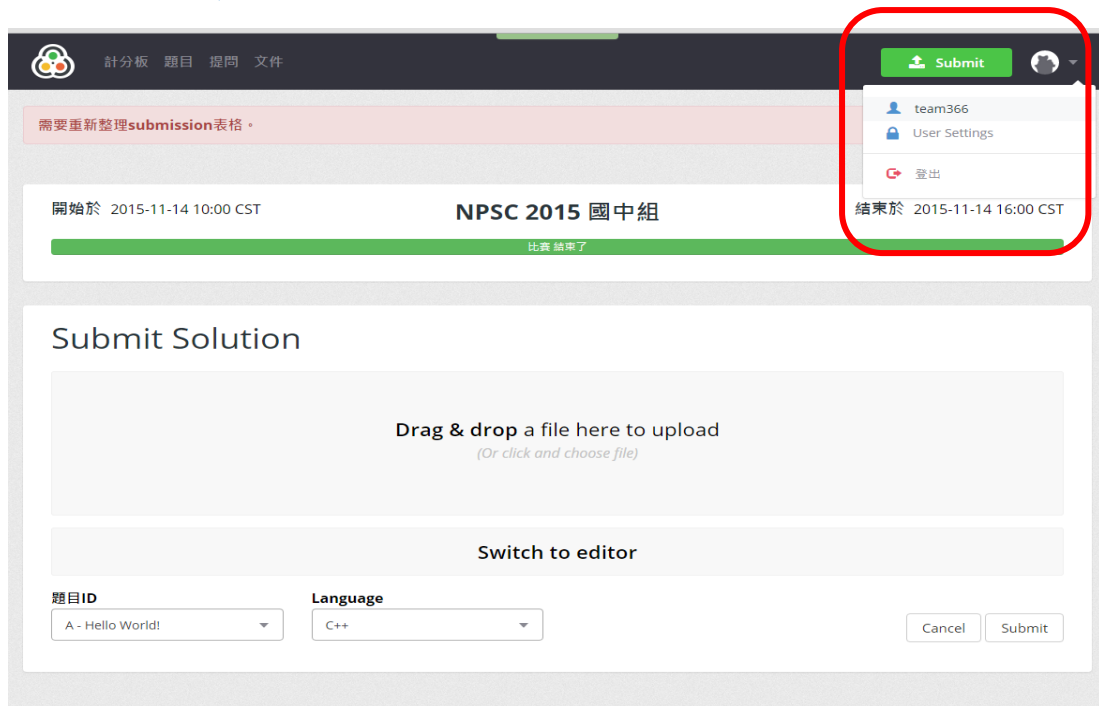 計分板 題目 提問 文件 Submit
team366
需要重新整理submission表格。
User Settings
登出
開始於 2015-11-14 10:00 CST NPSC 2015 國中組 結束於 2015-11-14 16:00 CST
比賽 結束了
Submit Solution
Drag & drop a file here to upload
(Or click and choose file)
Switch to editor
題目ID Language
A - Hello World! C++ Cancel Submit